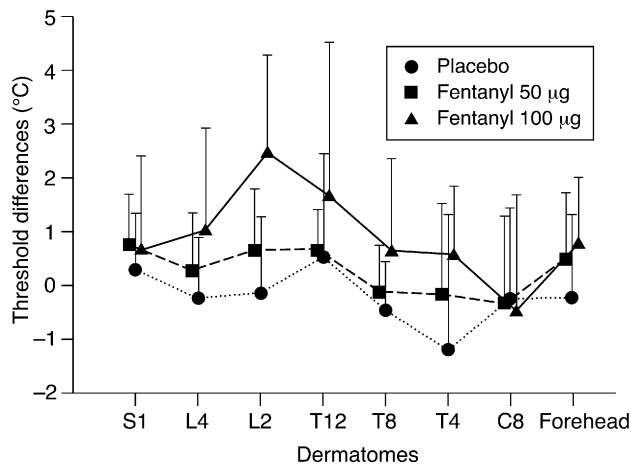 5
4
3
2
1
0
−1
−2
Threshold differences (°C)
Placebo
Fentanyl 50 μg
Fentanyl 100 μg
S1 L4 L2 T12 T8 T4 C8 Forehead
Dermatomes